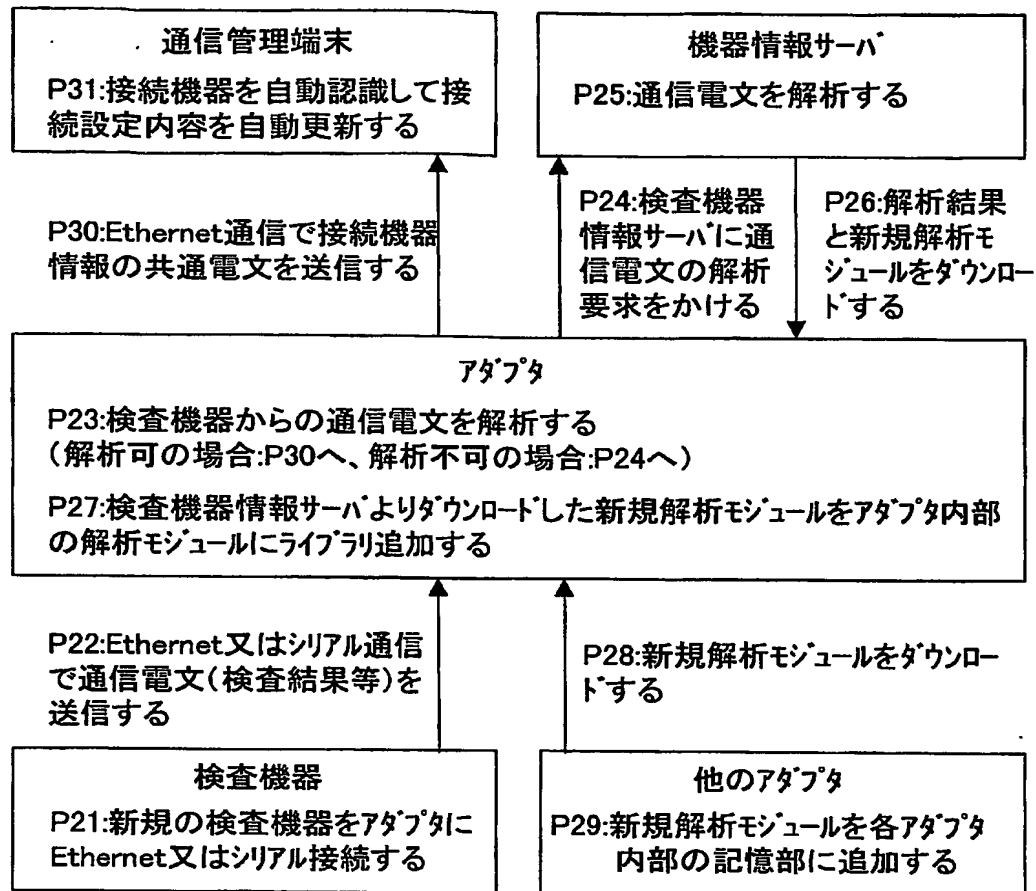 通信管理端末
P31:接続機器を自動認識して接
続設定内容を自動更新する
機器情報サーバ
P25:通信電文を解析する
P30:Ethernet通信で接続機器
情報の共通電文を送信する
P24:検査機器
情報サーバに通
信電文の解析
要求をかける
P26:解析結果
と新規解析モ
ジュールをダウンロー
ドする
アダプタ
P23:検査機器からの通信電文を解析する
(解析可の場合:P30へ、解析不可の場合:P24へ)
P27:検査機器情報サーバよりダウンロードした新規解析モジュールをアダプタ内部
の解析モジュールにライブラリ追加する
P22:Ethernet又はシリアル通信
で通信電文(検査結果等)を
送信する
P28:新規解析モジュールをダウンロー
ドする
検査機器
P21:新規の検査機器をアダプタに
Ethernet又はシリアル接続する
他のアダプタ
P29:新規解析モジュールを各アダプタ
内部の記憶部に追加する